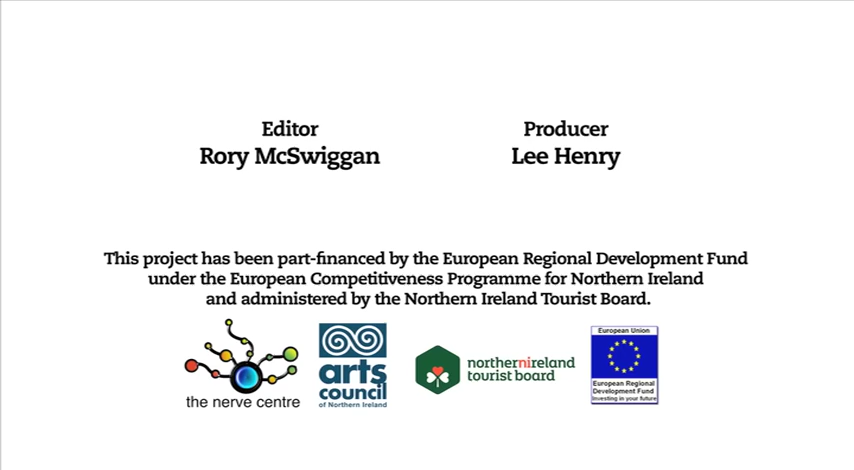 Editor
Rory McSwiggan
Producer
Lee Henry
This project has been part-financed by the European Regional Development Fund
under the European Competitiveness Programme for Northern Ireland
and administered by the Northern Ireland Tourist Board.
the nerve centre
arts
council
of Northern Ireland
northernireland
tourist board
European Union
European Regional
Development Fund
Investing in your future